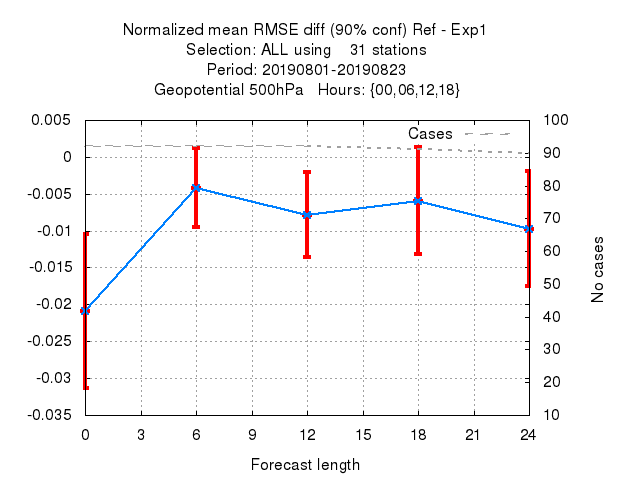 Normalized mean RMSE diff (90% conf) Ref - Exp1
Selection: ALL using    31 stations
Period: 20190801-20190823
Geopotential 500hPa   Hours: {00,06,12,18}
0.005
0
-0.005
-0.01
-0.015
-0.02
-0.025
-0.03
-0.035
Cases
100
90
80
70
60
50
40
30
20
10
No cases
0 3 6 9 12 15 18 21 24
Forecast length